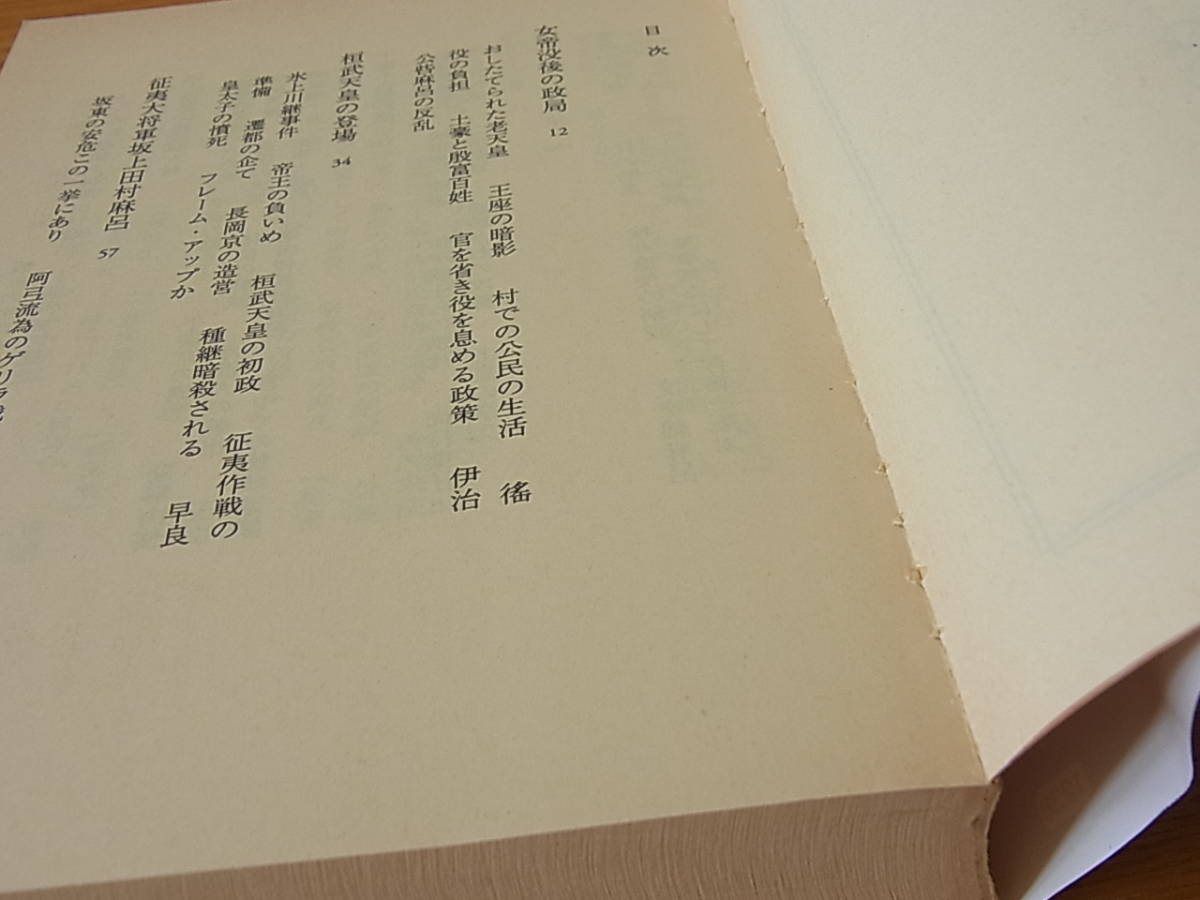 目次
女帝没後の政局 12
おしたてられた老天皇 王座の暗影 村での公民の生活 徭
役の負担 土豪と殷富百姓 官を省き役を息める政策 伊治
公呰麻呂の反乱
桓武天皇の登場 34
氷上川継事件 帝王の負いめ 桓武天皇の初政 征夷作戦の
準備 遷都の企て 長岡京の造営 種継暗殺される 早良
皇太子の憤死 フレーム・アップか
征夷大将軍坂上田村麻呂 57
坂東の安危この一挙にあり 阿弖流為のゲリラ